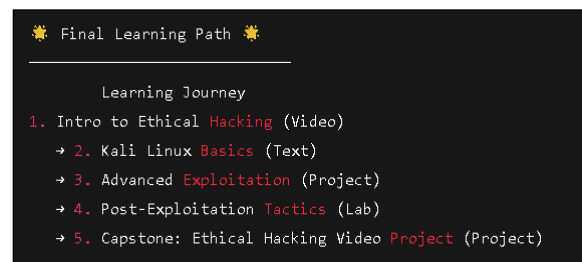 🌟 Final Learning Path 🌟
Learning Journey
1. Intro to Ethical Hacking (Video)
→ 2. Kali Linux Basics (Text)
→ 3. Advanced Exploitation (Project)
→ 4. Post-Exploitation Tactics (Lab)
→ 5. Capstone: Ethical Hacking Video Project (Project)